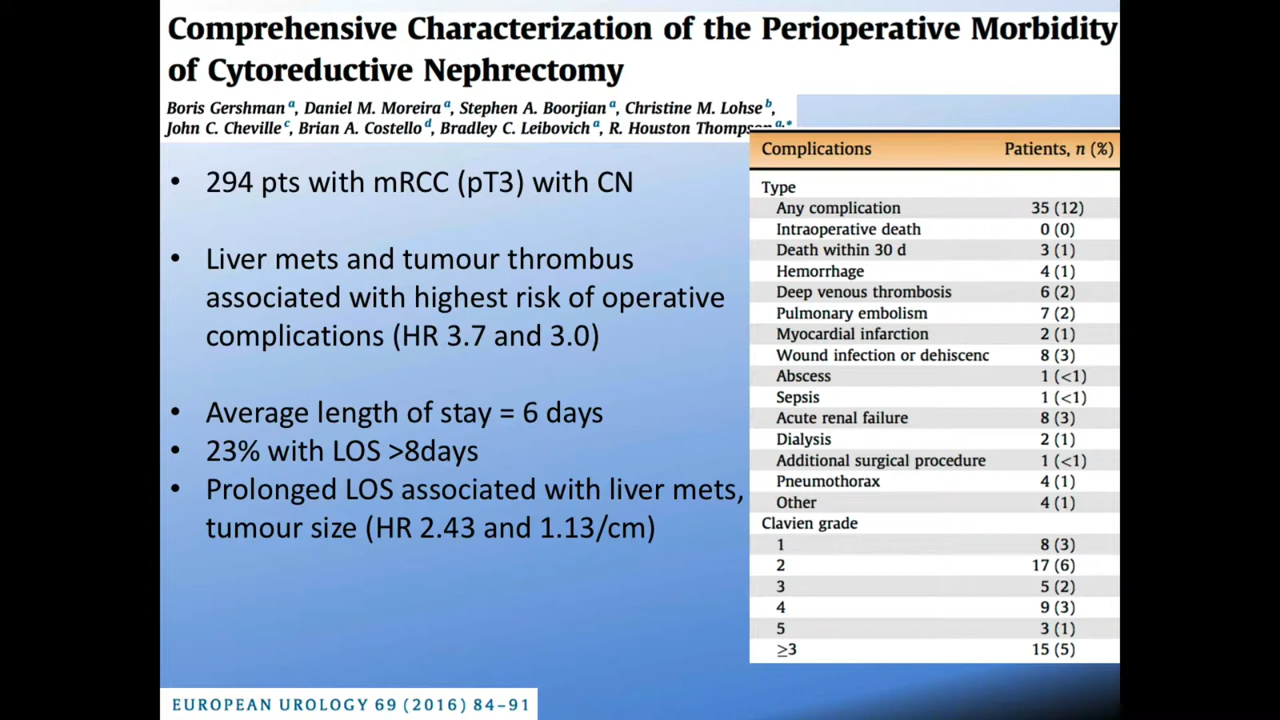 Comprehensive Characterization of the Perioperative Morbidity
of Cytoreductive Nephrectomy
Boris Gershman a, Daniel M. Moreira a, Stephen A. Boorjian a, Christine M. Lohse b,
John C. Cheville c, Brian A. Costello d, Bradley C. Leibovich a, R. Houston Thompson a,*
• 294 pts with mRCC (pT3) with CN
• Liver mets and tumour thrombus
associated with highest risk of operative
complications (HR 3.7 and 3.0)
• Average length of stay = 6 days
• 23% with LOS >8days
• Prolonged LOS associated with liver mets,
tumour size (HR 2.43 and 1.13/cm)
Complications Patients, n (%)
Type
Any complication 35 (12)
Intraoperative death 0 (0)
Death within 30 d 3 (1)
Hemorrhage 4 (1)
Deep venous thrombosis 6 (2)
Pulmonary embolism 7 (2)
Myocardial infarction 2 (1)
Wound infection or dehiscenc 8 (3)
Abscess 1 (<1)
Sepsis 1 (<1)
Acute renal failure 8 (3)
Dialysis 2 (1)
Additional surgical procedure 1 (<1)
Pneumothorax 4 (1)
Other 4 (1)
Clavien grade
1 8 (3)
2 17 (6)
3 5 (2)
4 9 (3)
5 3 (1)
≥3 15 (5)
EUROPEAN UROLOGY 69 (2016) 84–91